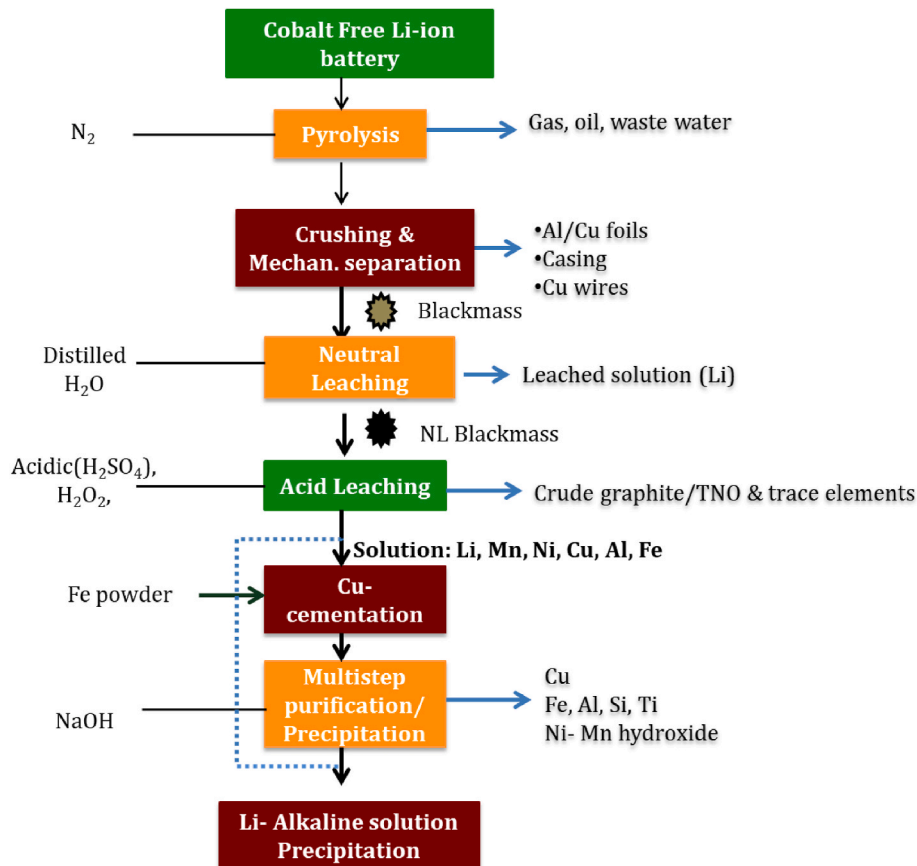 Cobalt Free Li-ion
battery
N₂
Pyrolysis
Gas, oil, waste water
Crushing &
Mechan. separation
•Al/Cu foils
•Casing
•Cu wires
Blackmass
Distilled
H₂O
Neutral
Leaching
Leached solution (Li)
NL Blackmass
Acidic(H₂SO₄),
H₂O₂,
Acid Leaching
Crude graphite/TNO & trace elements
Solution: Li, Mn, Ni, Cu, Al, Fe
Fe powder
Cu-
cementation
NaOH
Multistep
purification/
Precipitation
Cu
Fe, Al, Si, Ti
Ni- Mn hydroxide
Li- Alkaline solution
Precipitation